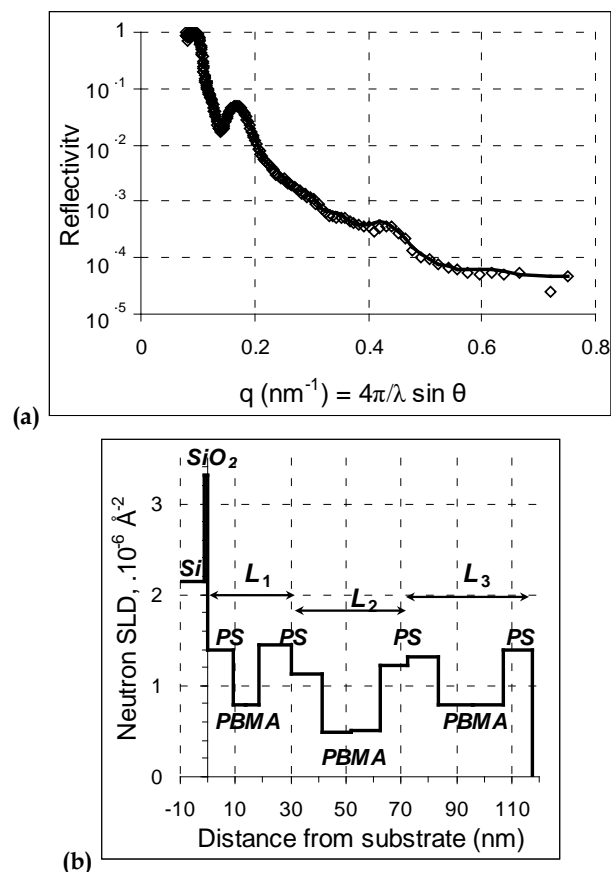 1
10⁻¹
10⁻²
10⁻³
10⁻⁴
10⁻⁵
Reflectivity
0 0.2 0.4 0.6 0.8
q (nm⁻¹) = 4π/λ sin θ
(a)
SiO₂
3
Si
L₁ L₂ L₃
2
PS PS PS PS
1
PBMA PBMA PBMA
0
Neutron SLD, .10⁻⁶ Å⁻²
-10 10 30 50 70 90 110
Distance from substrate (nm)
(b)